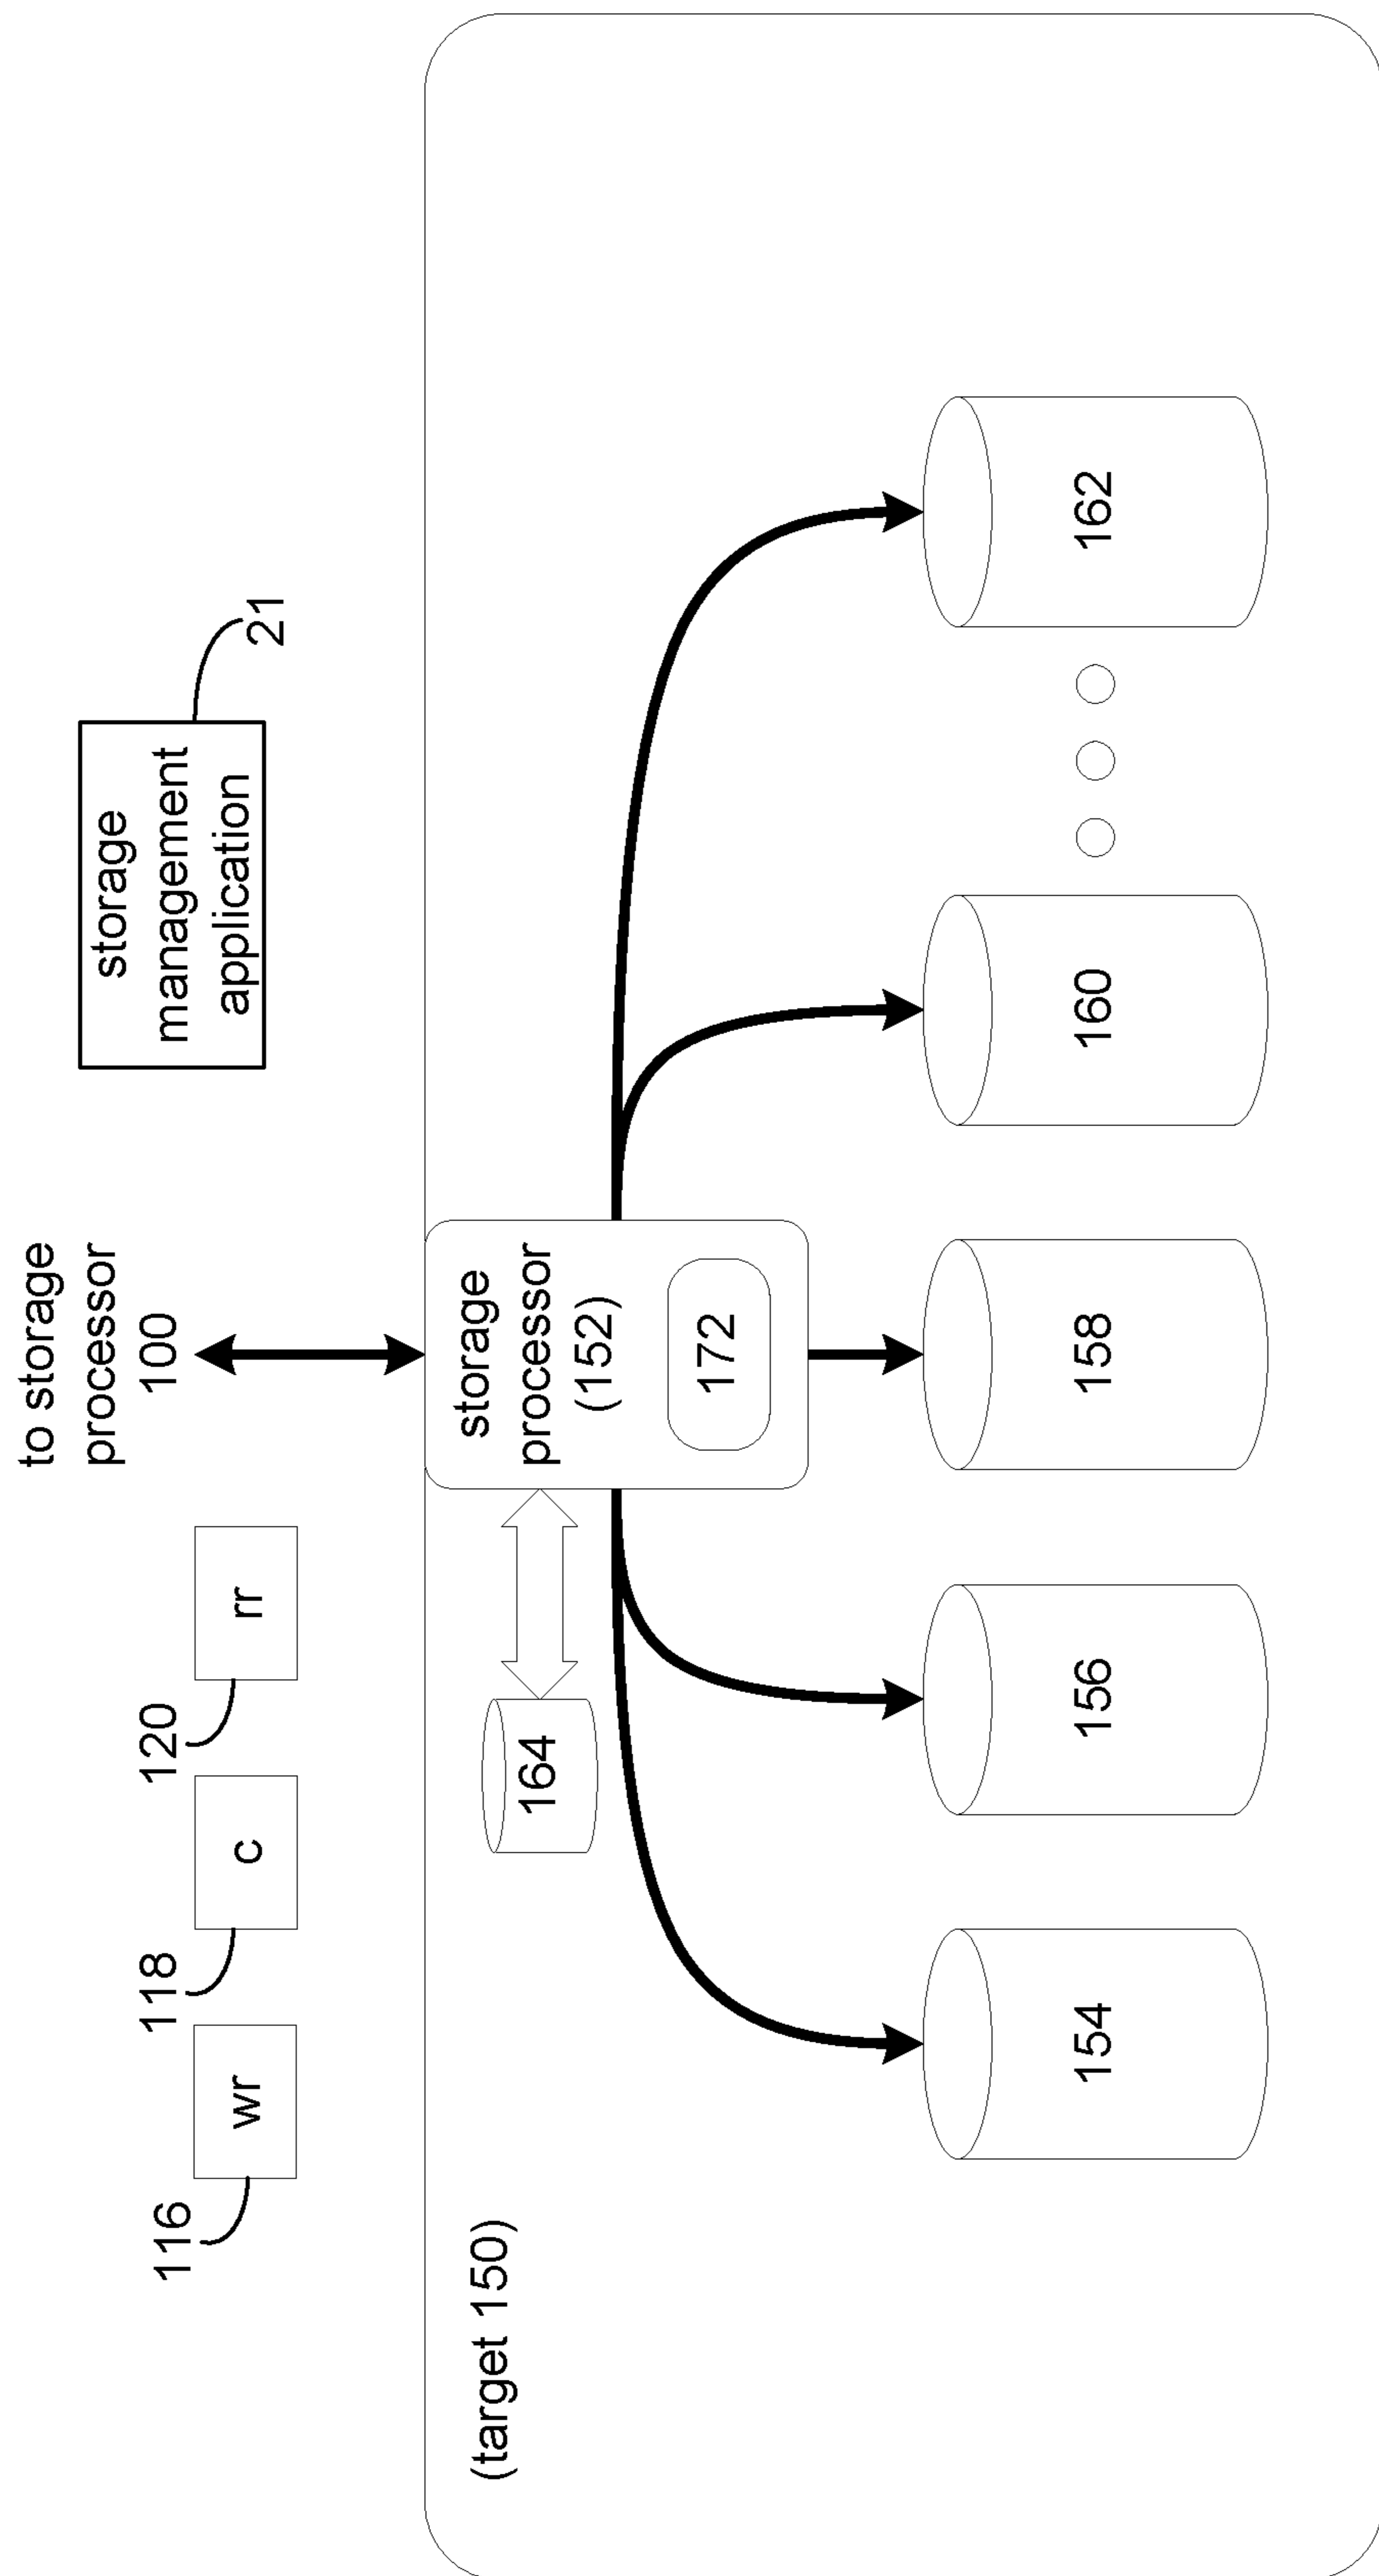 to storage
processor
100
116
wr
118
c
120
rr
storage
management
application
21
(target 150)
164
storage
processor
(152)
172
154
156
158
160
162